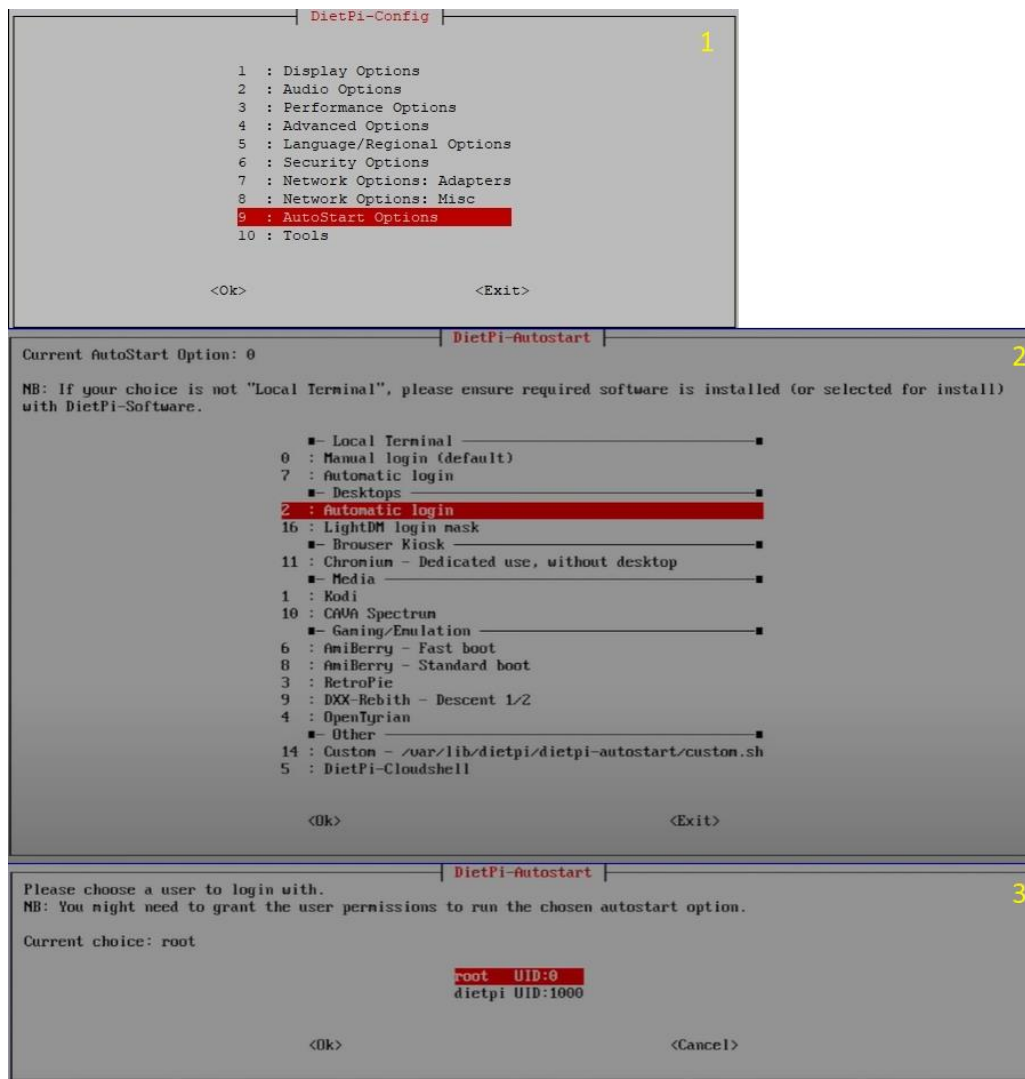 DietPi-Config
1
1 : Display Options
2 : Audio Options
3 : Performance Options
4 : Advanced Options
5 : Language/Regional Options
6 : Security Options
7 : Network Options: Adapters
8 : Network Options: Misc
9 : AutoStart Options
10 : Tools
<Ok> <Exit>
DietPi-Autostart
Current AutoStart Option: 0
2
NB: If your choice is not "Local Terminal", please ensure required software is installed (or selected for install)
with DietPi-Software.
Local Terminal
0 : Manual login (default)
7 : Automatic login
Desktops
2 : Automatic login
16 : LightDM login mask
Browser Kiosk
11 : Chromium - Dedicated use, without desktop
Media
1 : Kodi
10 : CAVA Spectrum
Gaming/Emulation
6 : AmiBerry - Fast boot
8 : AmiBerry - Standard boot
3 : RetroPie
9 : DXX-Rebith - Descent 1/2
4 : OpenTyrian
Other
14 : Custom - /var/lib/dietpi/dietpi-autostart/custom.sh
5 : DietPi-Cloudshell
<Ok> <Exit>
DietPi-Autostart
Please choose a user to login with.
3
NB: You might need to grant the user permissions to run the chosen autostart option.
Current choice: root
root UID:0
dietpi UID:1000
<Ok> <Cancel>